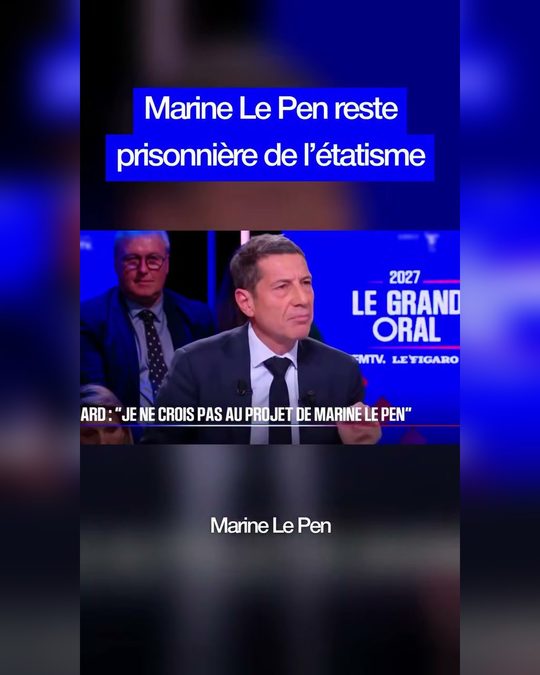 Marine Le Pen reste
prisonnière de l’étatisme
2027
LE GRAND
ORAL
FMTV. LE FIGARO
ARD : "JE NE CROIS PAS AU PROJET DE MARINE LE PEN"
Marine Le Pen